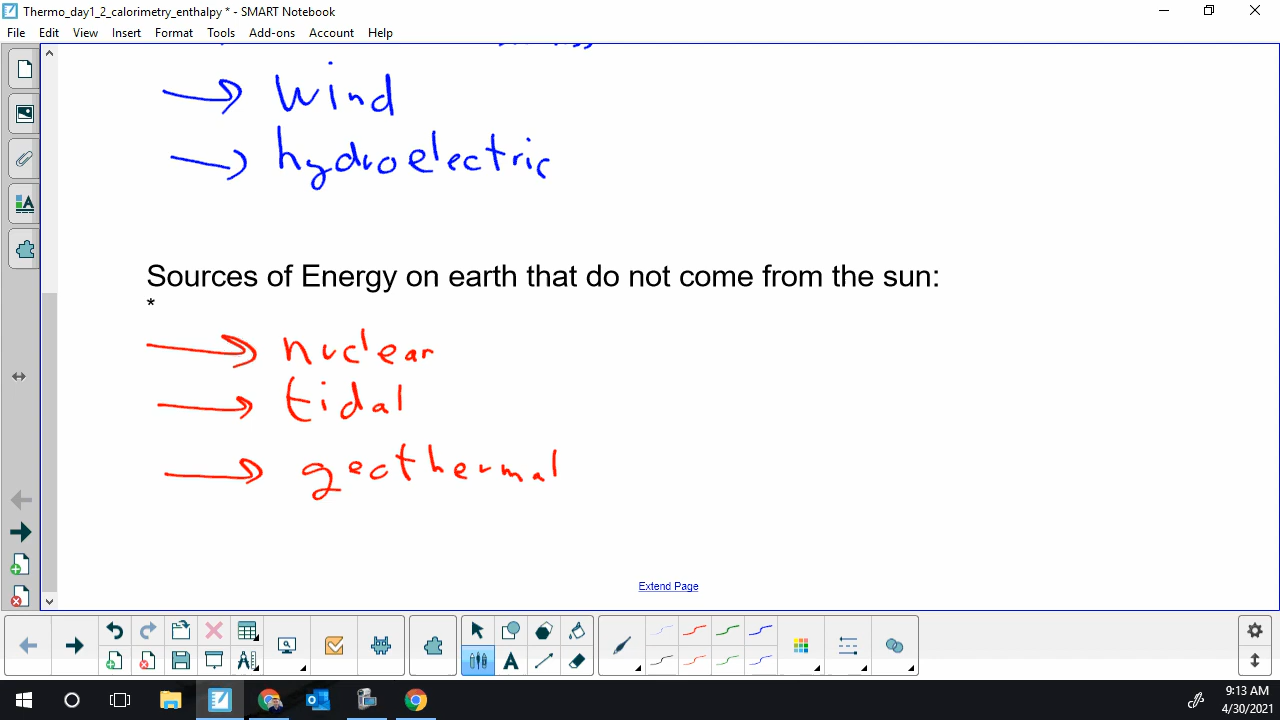 Thermo_day1_2_calorimetry_enthalpy * - SMART Notebook
File Edit View Insert Format Tools Add-ons Account Help
wind
hydroelectric
Sources of Energy on earth that do not come from the sun:
*
nuclear
tidal
geothermal
Extend Page
9:13 AM
4/30/2021